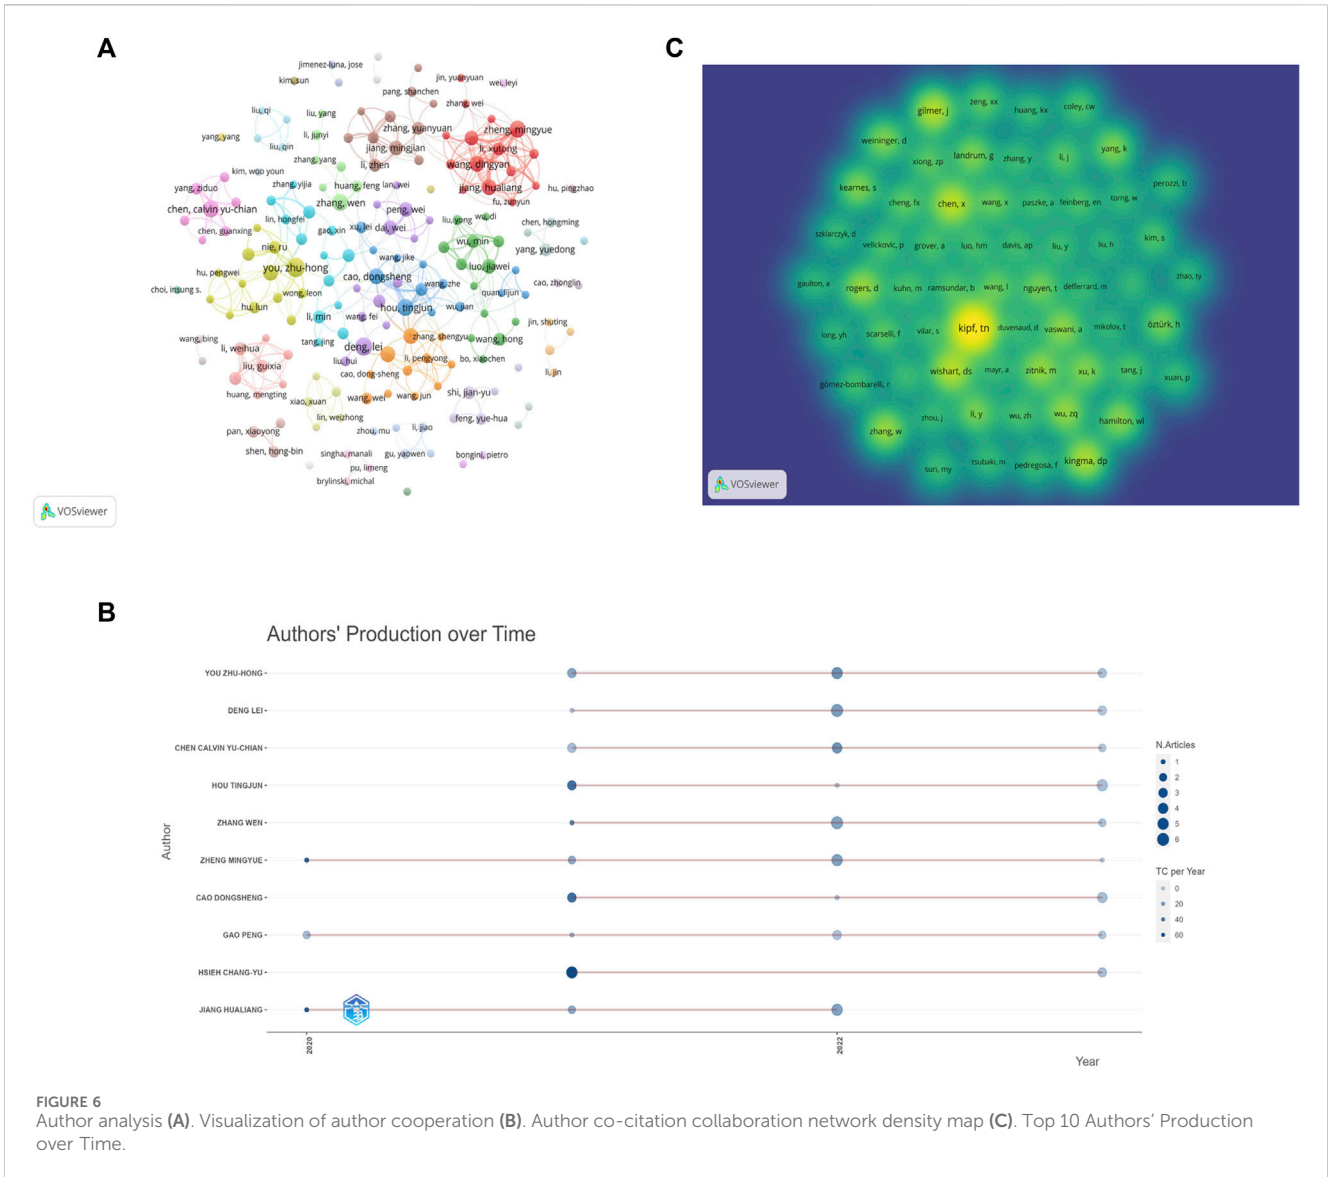 A
jimenez-luna, jose
kim, sun
jin, yuanyuan
wei, leyi
pang, shanchen
zhang, wei
liu, qi
liu, yang
zhang, yuanyuan
zheng, mingyue
yang, yang
li, junyi
liu, qin
jiang, mingjian
li, xutong
zhang, yang
li, zhen
wang, dingyan
kim, woo youn
yang, ziduo
zhang, yijia
huang, feng
lan, wei
jiang, hualiang
hu, pingzhao
zhang, wen
fu, zunyun
chen, calvin yu-chian
peng, wei
lin, hongfei
liu, yong
wu, di
chen, hongming
chen, guanxing
gao, xin
xu, lei
dai, wei
nie, ru
wu, min
yang, yuedong
wang, jike
hu, pengwei
you, zhu-hong
luo, jiawei
cao, dongsheng
choi, insung s.
wang, zhe
cao, zhonglin
wong, leon
quan, lijun
hu, lun
hou, tingjun
wu, jian
li, min
wang, fei
jin, shuting
wang, bing
tang, jing
zhang, shengyu
wang, hong
li, weihua
deng, lei
liu, hui
li, pengyong
bo, xiaochen
liu, guixia
cao, dong-sheng
li, jin
huang, mengting
xiao, xuan
wang, wei
wang, jun
shi, jian-yu
lin, weizhong
feng, yue-hua
pan, xiaoyong
zhou, mu
li, jiao
shen, hong-bin
singha, manali
gu, yaowen
bongini, pietro
pu, limeng
brylinski, michal
VOSviewer
C
gilmer, j
zeng, xx
huang, kx
coley, cw
weininger, d
yang, k
xiong, zp
landrum, g
zhang, y
li, j
kearnes, s
perozzi, b
cheng, fx
chen, x
wang, x
paszke, a
feinberg, en
torng, w
szklarczyk, d
velickovic, p
grover, a
luo, hm
davis, ap
liu, y
liu, h
kim, s
gaulton, a
rogers, d
kuhn, m
ramsundar, b
wang, l
nguyen, t
defferrard, m
zhao, ty
long, yh
scarselli, f
vilar, s
kipf, tn
duvenaud, d
vaswani, a
mikolov, t
öztürk, h
gómez-bombarelli, r
wishart, ds
mayr, a
zitnik, m
xu, k
tang, j
xuan, p
zhou, j
li, y
wu, zh
wu, zq
hamilton, wl
zhang, w
sun, my
tsubaki, m
pedregosa, f
kingma, dp
VOSviewer
B
Authors' Production over Time
Author
YOU ZHU-HONG
DENG LEI
CHEN CALVIN YU-CHIAN
HOU TINGJUN
ZHANG WEN
ZHENG MINGYUE
CAO DONGSHENG
GAO PENG
HSIEH CHANG-YU
JIANG HUALIANG
2020
2022
Year
N.Articles
1
2
3
4
5
6
TC per Year
0
20
40
60
FIGURE 6
Author analysis (A). Visualization of author cooperation (B). Author co-citation collaboration network density map (C). Top 10 Authors' Production
over Time.